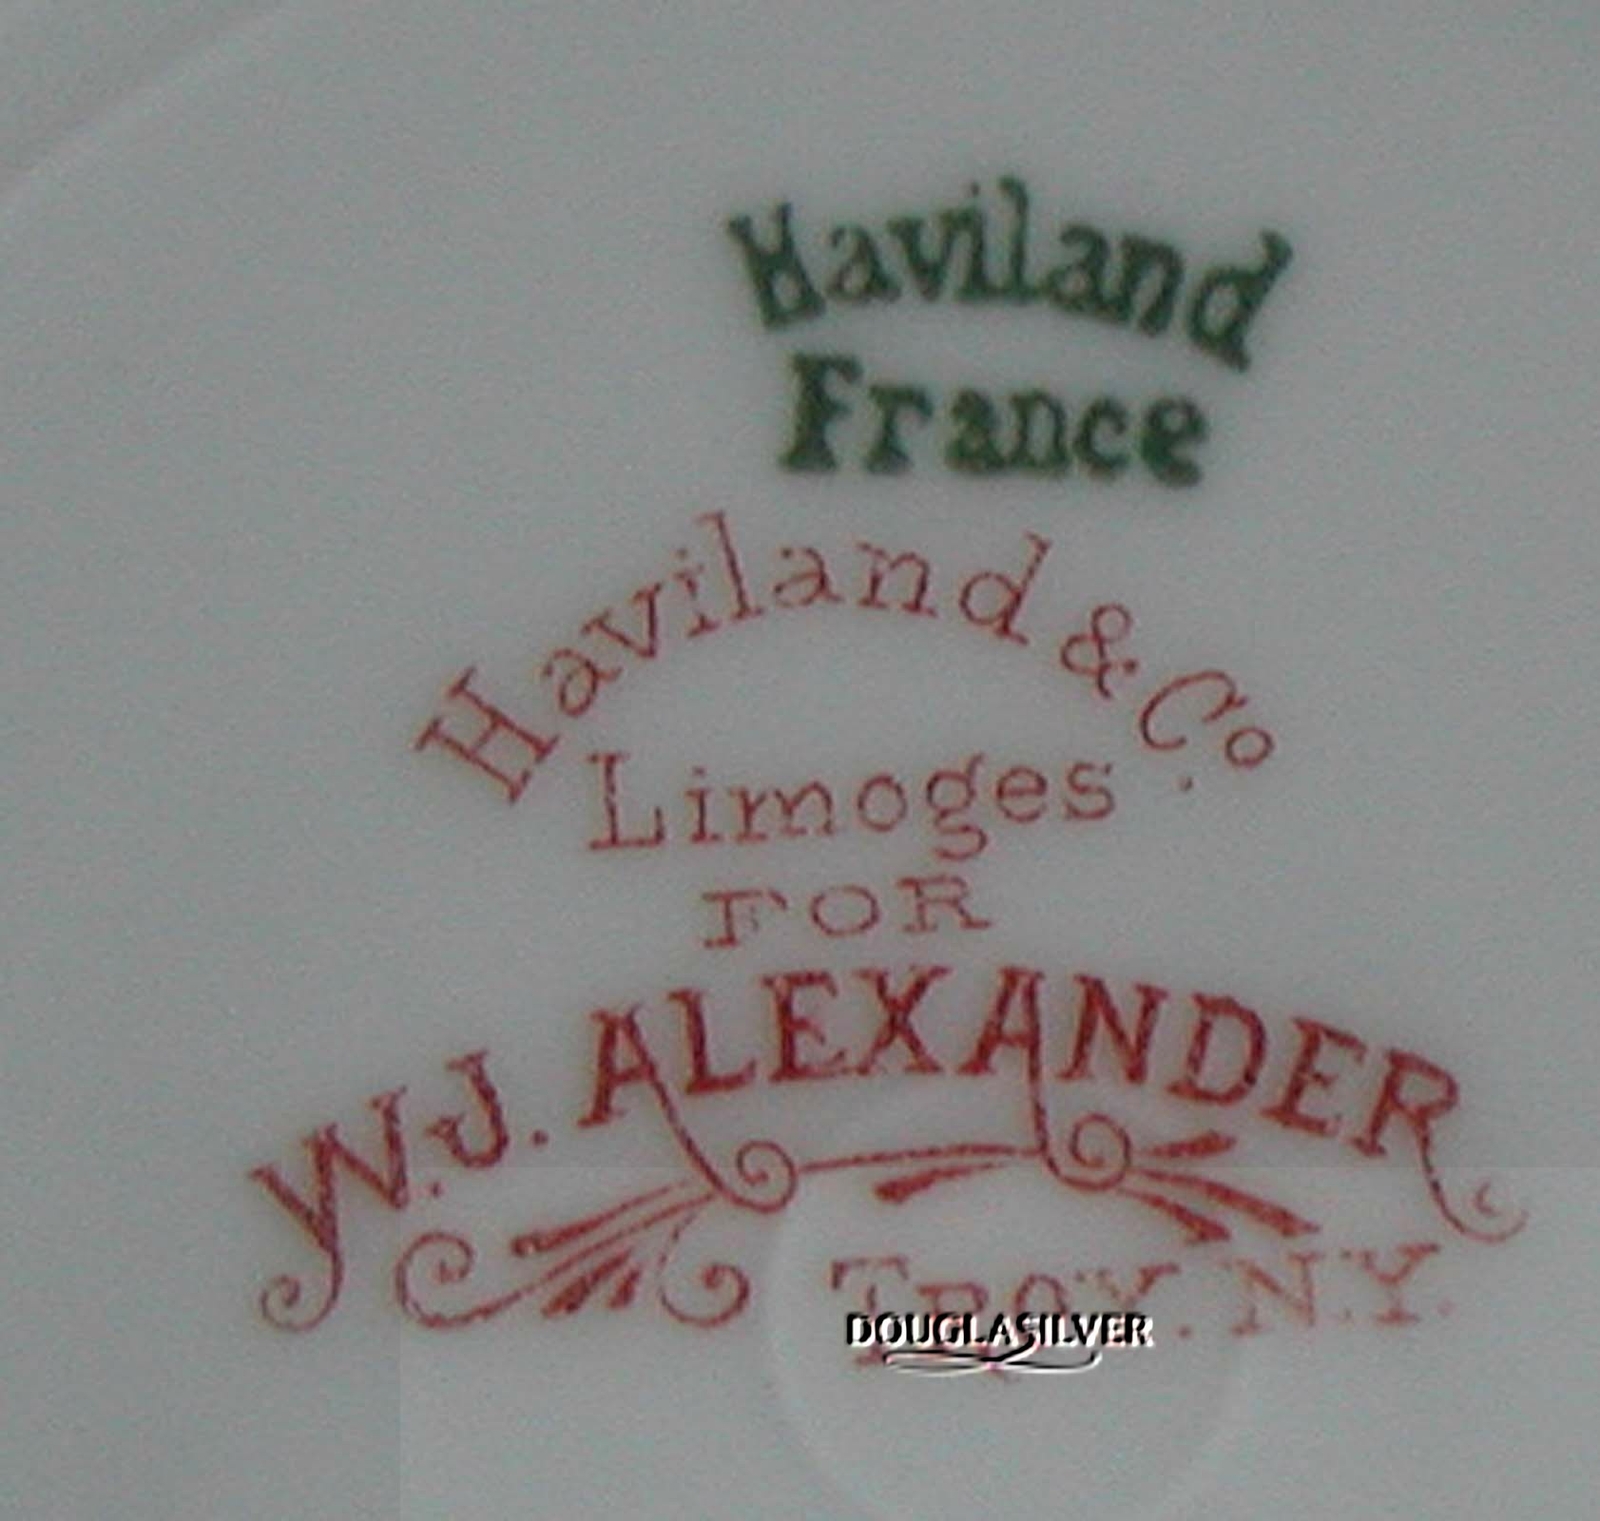 Haviland
France
Haviland & Co.
Limoges
FOR
W.J. ALEXANDER
TROY. N.Y.
DOUGLASILVER